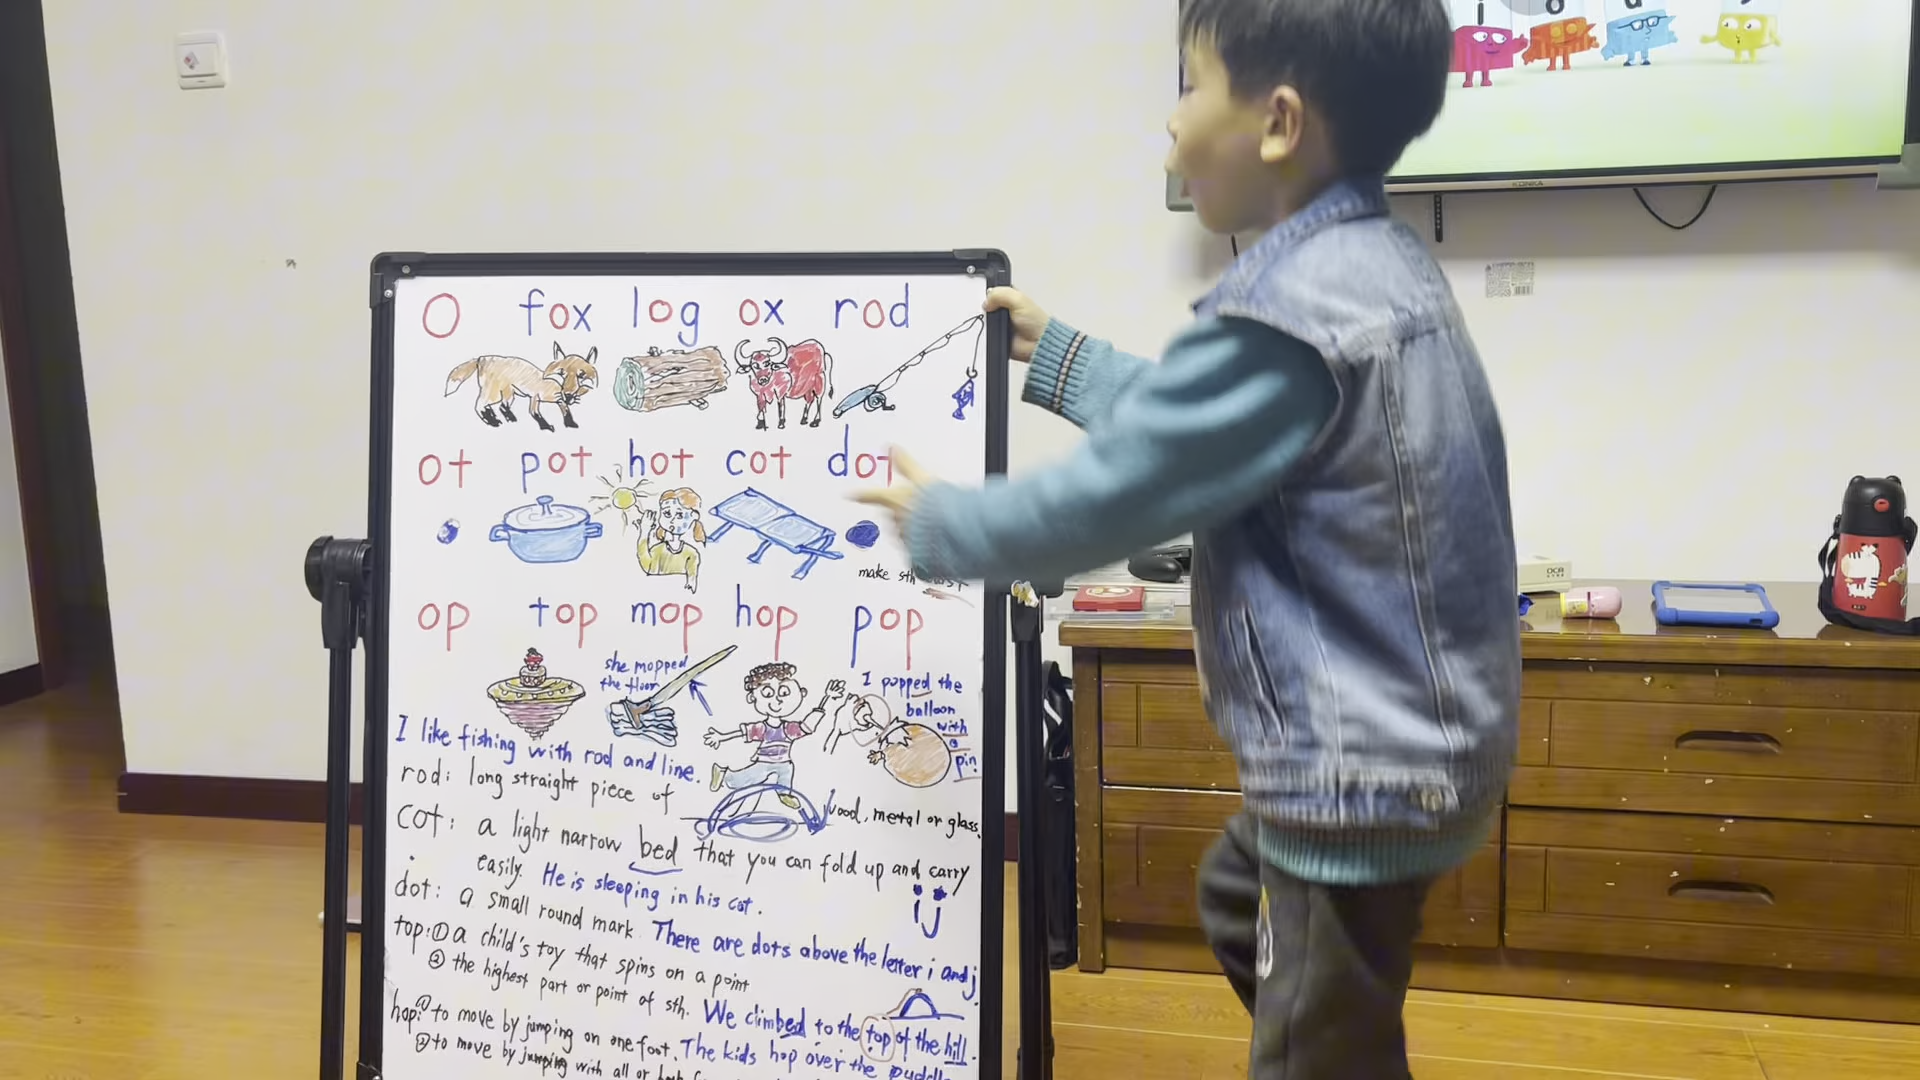 i o u
KONKA
O fox log ox rod
ot pot hot cot dot
make sth
op top mop hop pop
she mopped
the floor
I popped the
balloon
with
a
pin
I like fishing with rod and line.
rod: long straight piece of wood, metal or glass.
cot: a light narrow bed that you can fold up and carry
easily. He is sleeping in his cot.
i j
dot: a small round mark. There are dots above the letter i and j
top: ① a child's toy that spins on a point
② the highest part or point of sth. We climbed to the top of the hill.
hop: ① to move by jumping on one foot. The kids hop over the puddle
② to move by jumping with all or both
OCR